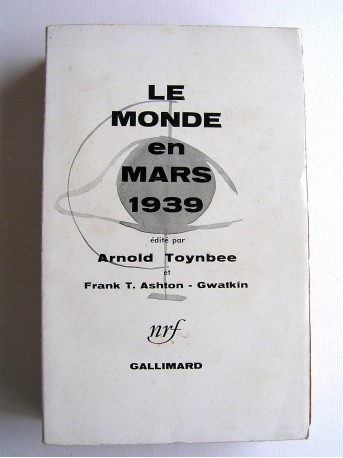 LE
MONDE
en
MARS
1939
édité par
Arnold Toynbee
et
Frank T. Ashton - Gwatkin
nrf
GALLIMARD